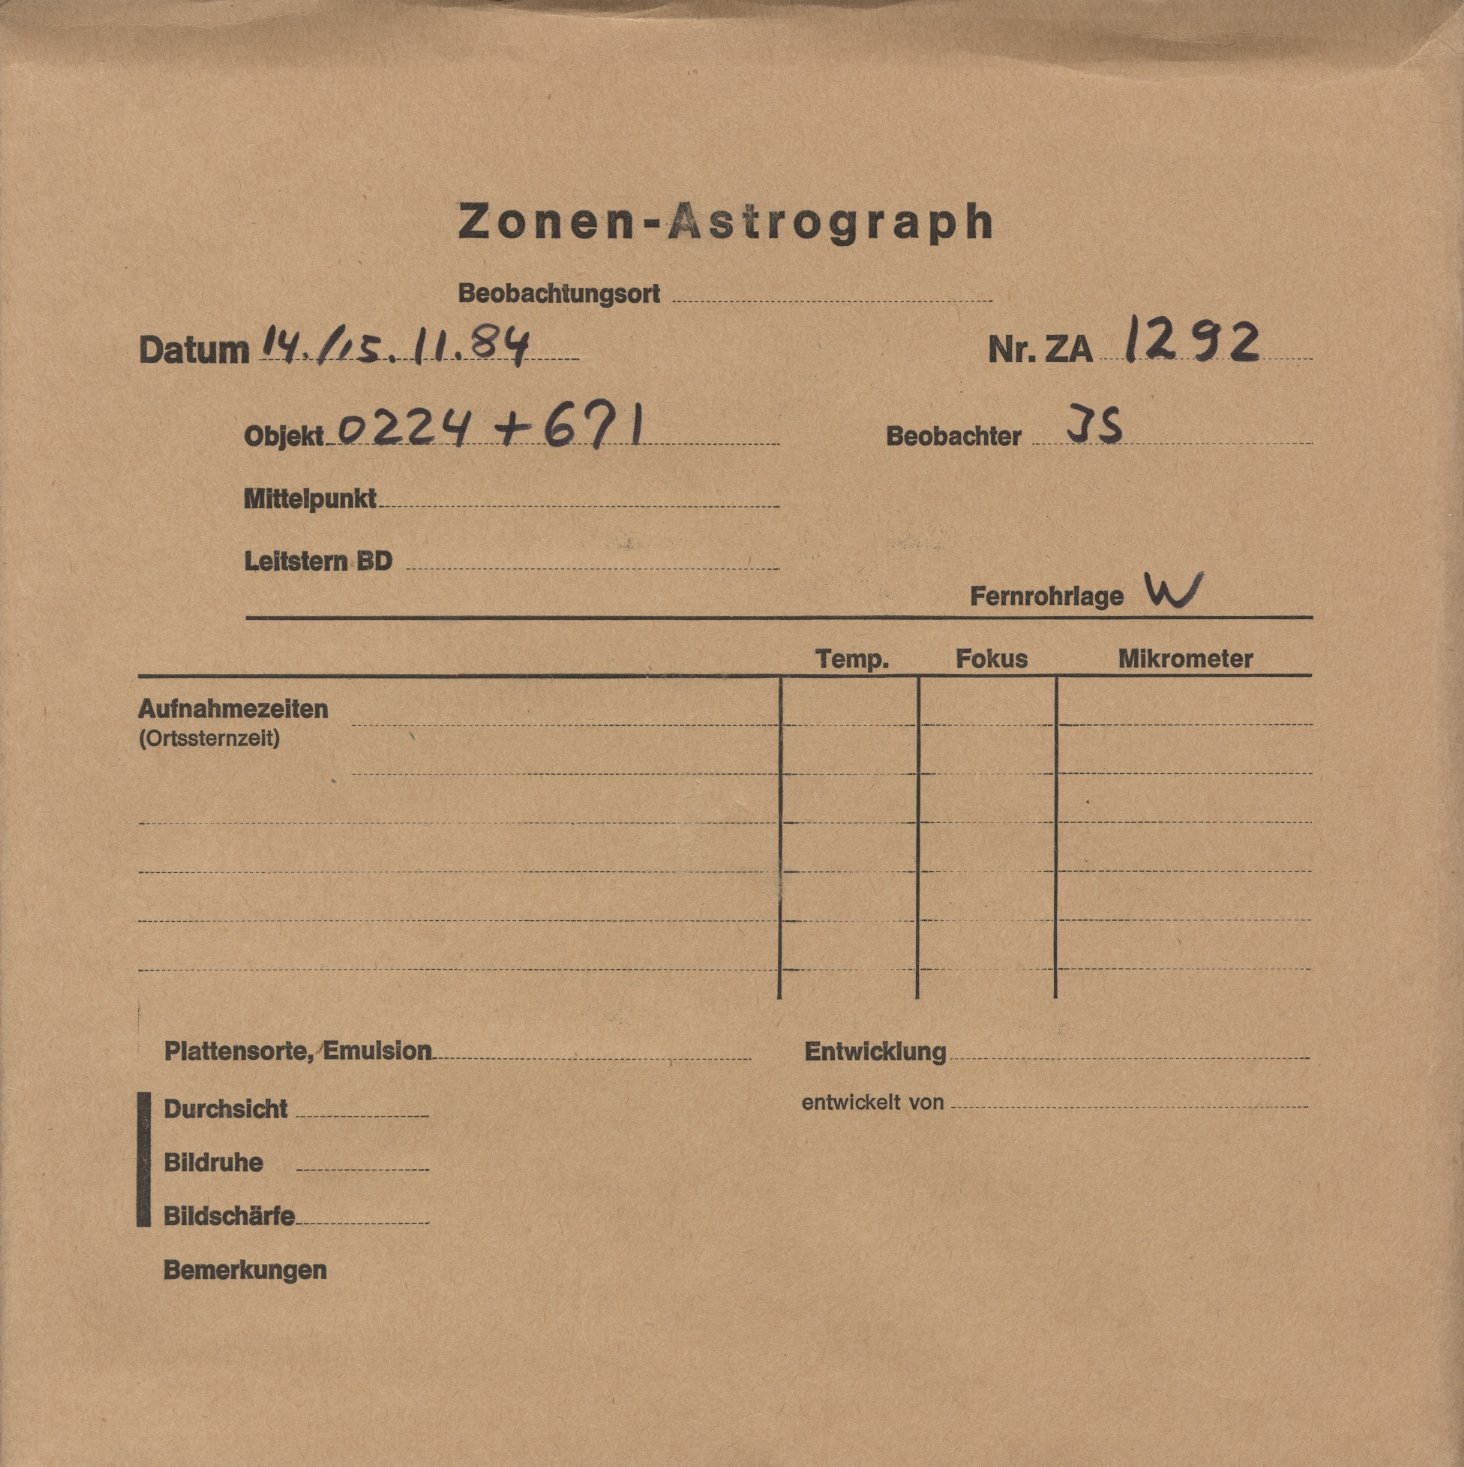 Zonen-Astrograph
Beobachtungsort
Datum 14./15.11.84 Nr. ZA 1292
Objekt 0224+671 Beobachter JS
Mittelpunkt
Leitstern BD
Fernrohrlage W
Temp. Fokus Mikrometer
Aufnahmezeiten
(Ortssternzeit)
Plattensorte, Emulsion Entwicklung
Durchsicht entwickelt von
Bildruhe
Bildschärfe
Bemerkungen